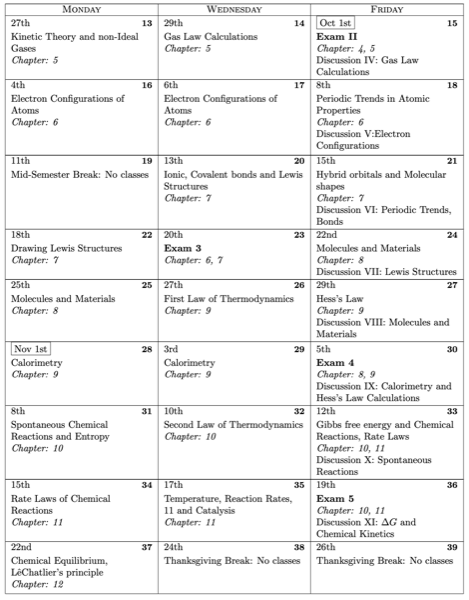 MONDAY
WEDNESDAY
FRIDAY
27th 13
Kinetic Theory and non-Ideal
Gases
Chapter: 5
29th 14
Gas Law Calculations
Chapter: 5
Oct 1st 15
Exam II
Chapter: 4, 5
Discussion IV: Gas Law
Calculations
4th 16
Electron Configurations of
Atoms
Chapter: 6
6th 17
Electron Configurations of
Atoms
Chapter: 6
8th 18
Periodic Trends in Atomic
Properties
Chapter: 6
Discussion V:Electron
Configurations
11th 19
Mid-Semester Break: No classes
13th 20
Ionic, Covalent bonds and Lewis
Structures
Chapter: 7
15th 21
Hybrid orbitals and Molecular
shapes
Chapter: 7
Discussion VI: Periodic Trends,
Bonds
18th 22
Drawing Lewis Structures
Chapter: 7
20th 23
Exam 3
Chapter: 6, 7
22nd 24
Molecules and Materials
Chapter: 8
Discussion VII: Lewis Structures
25th 25
Molecules and Materials
Chapter: 8
27th 26
First Law of Thermodynamics
Chapter: 9
29th 27
Hess's Law
Chapter: 9
Discussion VIII: Molecules and
Materials
Nov 1st 28
Calorimetry
Chapter: 9
3rd 29
Calorimetry
Chapter: 9
5th 30
Exam 4
Chapter: 8, 9
Discussion IX: Calorimetry and
Hess's Law Calculations
8th 31
Spontaneous Chemical
Reactions and Entropy
Chapter: 10
10th 32
Second Law of Thermodynamics
Chapter: 10
12th 33
Gibbs free energy and Chemical
Reactions, Rate Laws
Chapter: 10, 11
Discussion X: Spontaneous
Reactions
15th 34
Rate Laws of Chemical
Reactions
Chapter: 11
17th 35
Temperature, Reaction Rates,
11 and Catalysis
Chapter: 11
19th 36
Exam 5
Chapter: 10, 11
Discussion XI: ΔG and
Chemical Kinetics
22nd 37
Chemical Equilibrium,
LêChatlier's principle
Chapter: 12
24th 38
Thanksgiving Break: No classes
26th 39
Thanksgiving Break: No classes